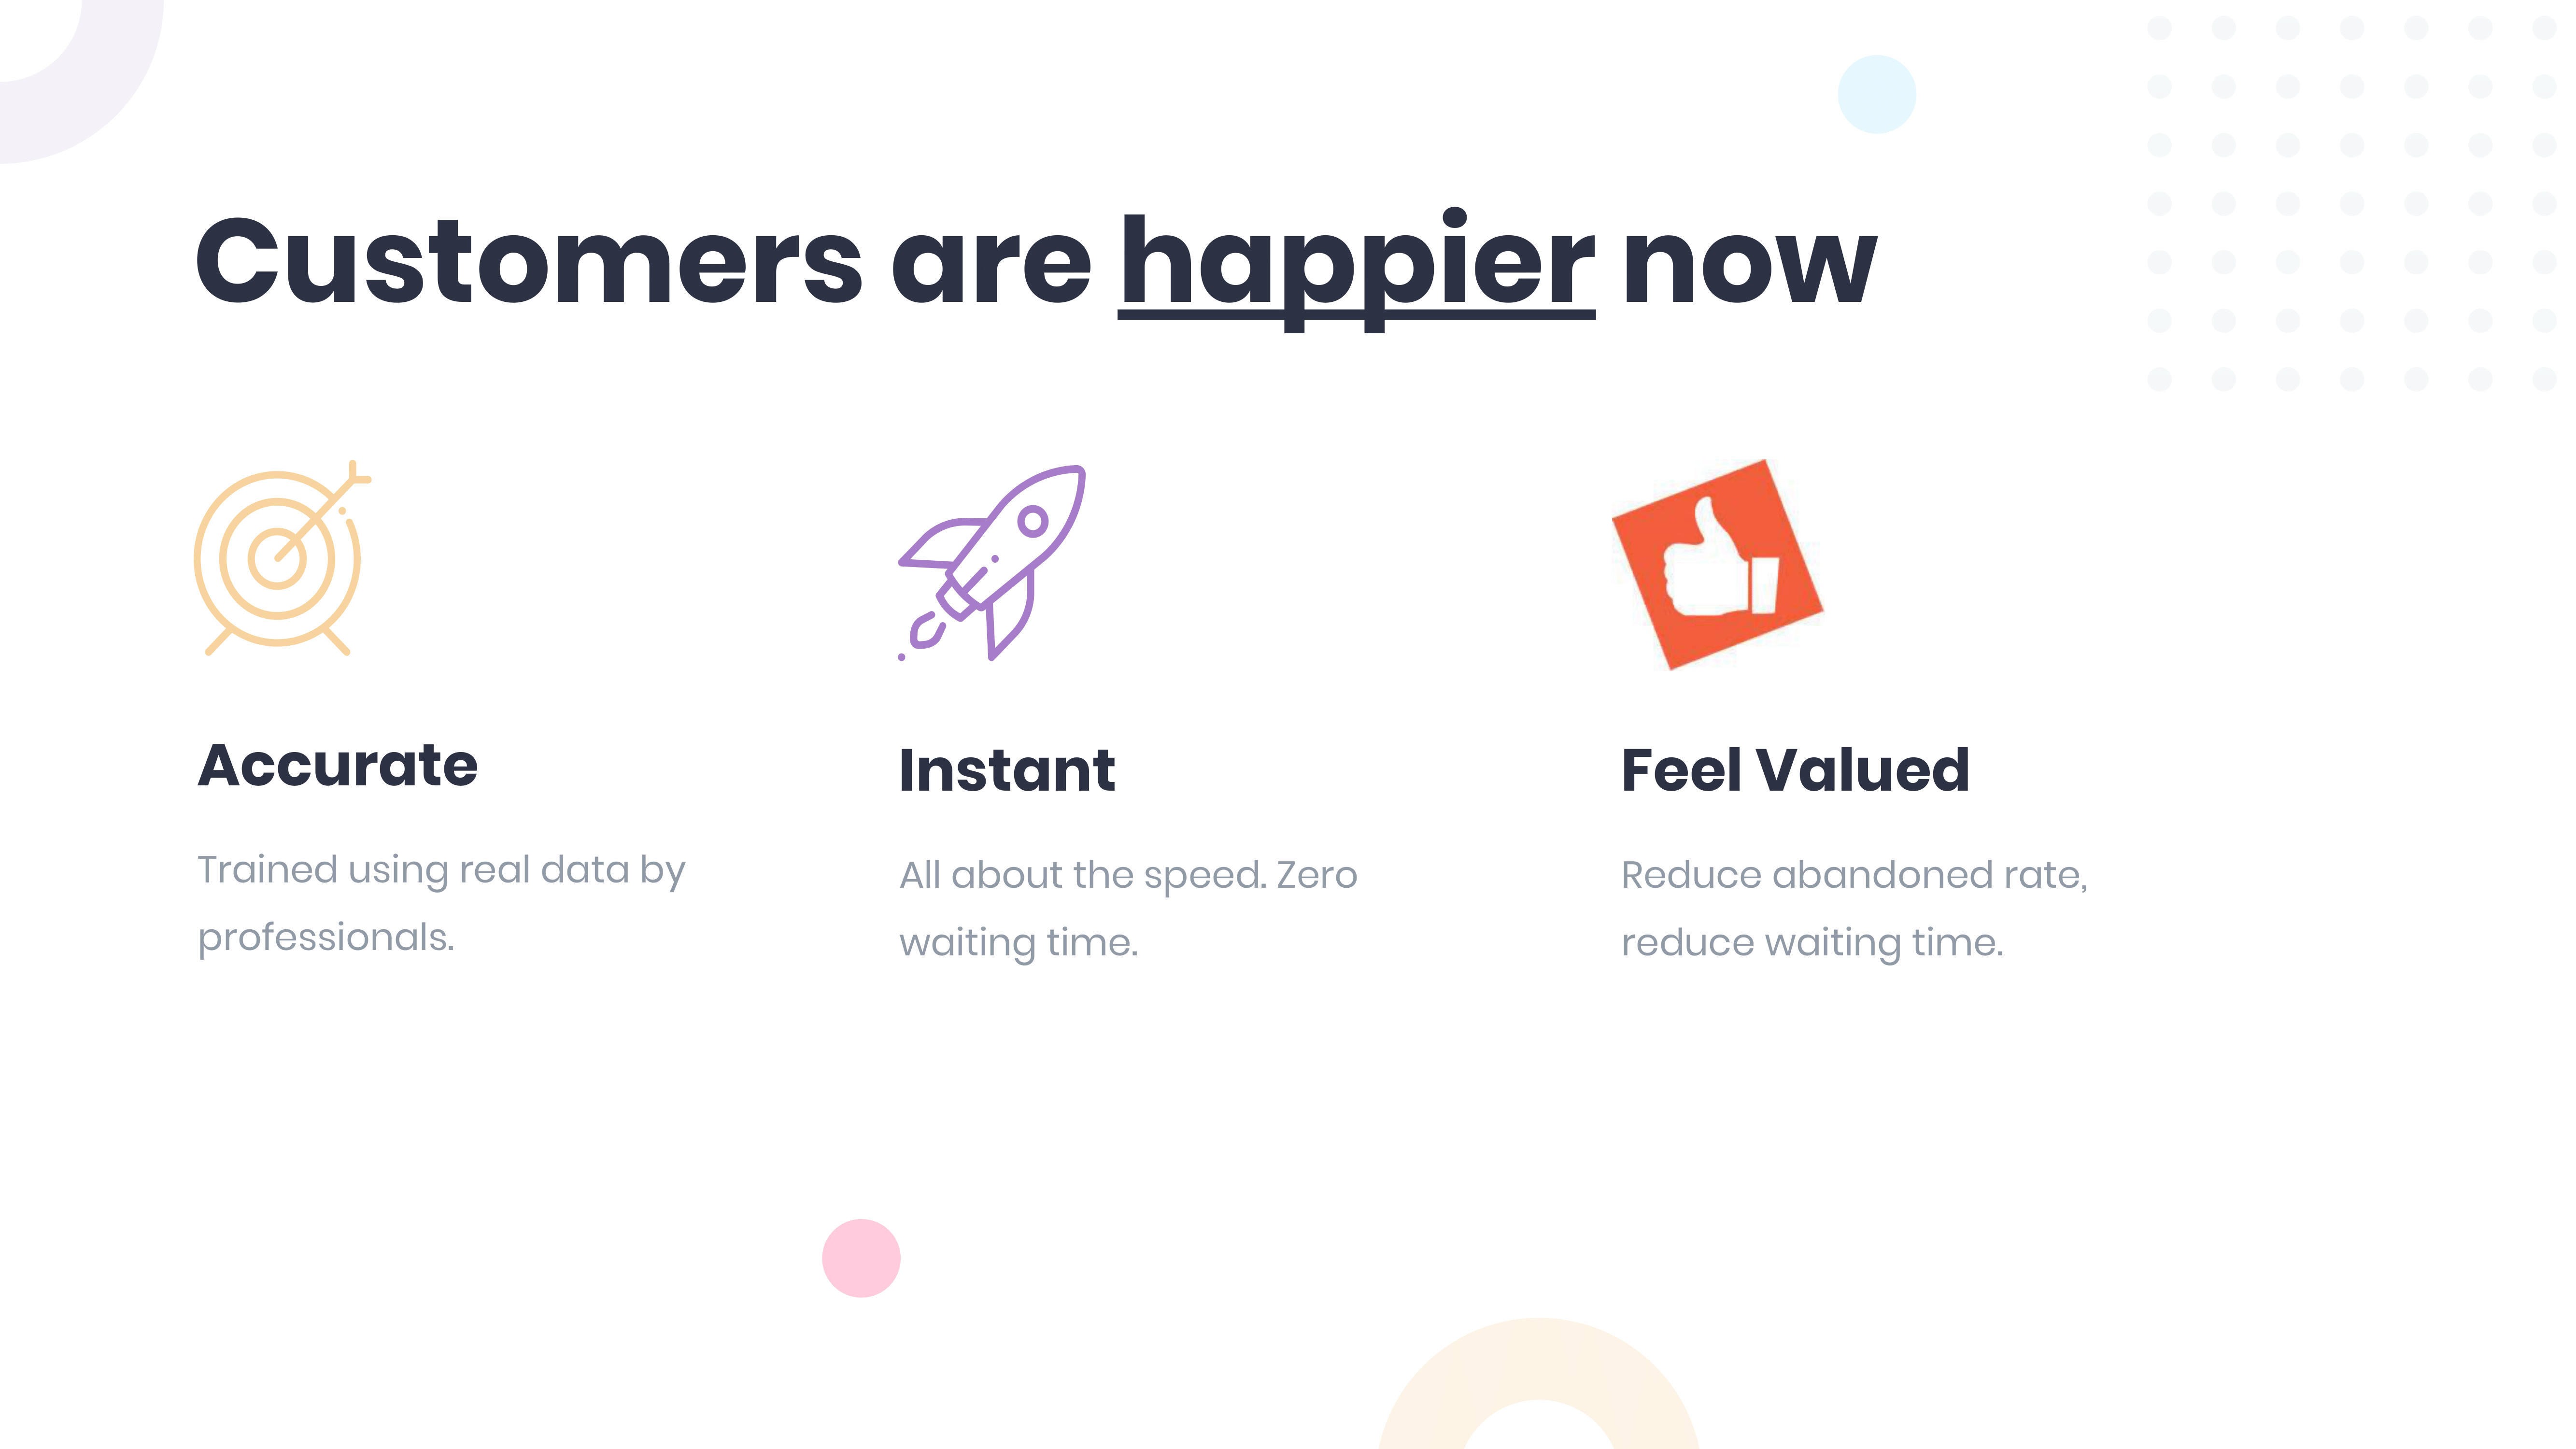 Customers are happier now
Accurate
Trained using real data by
professionals.
Instant
All about the speed. Zero
waiting time.
Feel Valued
Reduce abandoned rate,
reduce waiting time.